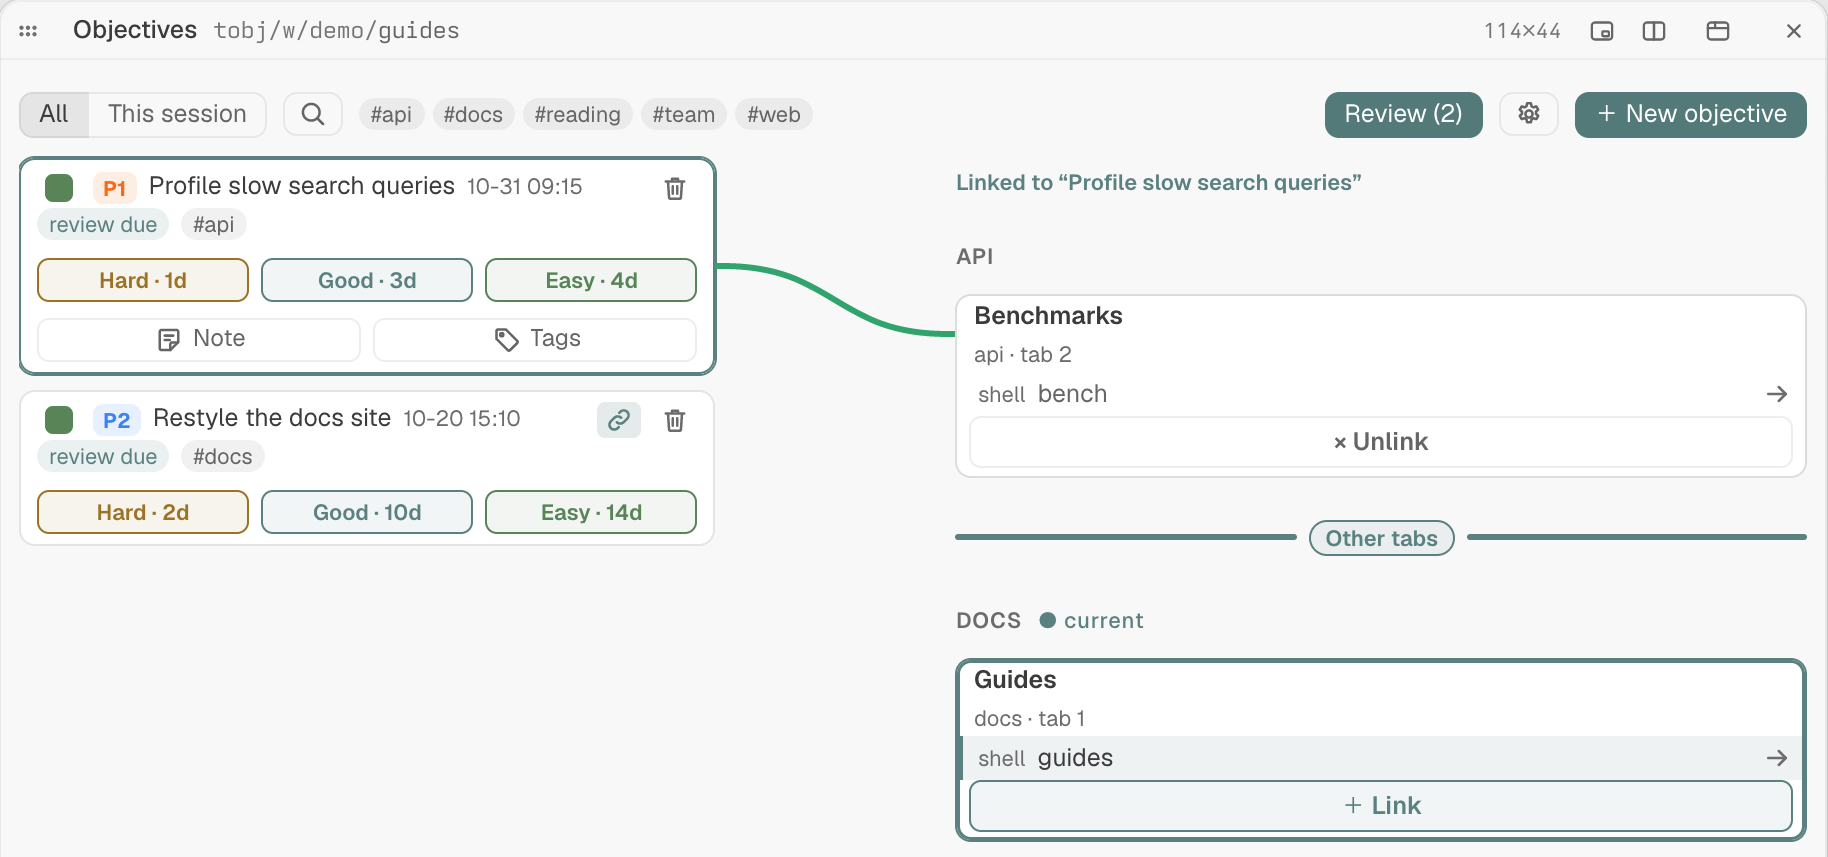 Objectives tobj/w/demo/guides 114×44
All This session #api #docs #reading #team #web Review (2) + New objective
P1 Profile slow search queries 10-31 09:15
review due #api
Hard · 1d Good · 3d Easy · 4d
Note Tags
P2 Restyle the docs site 10-20 15:10
review due #docs
Hard · 2d Good · 10d Easy · 14d
Linked to “Profile slow search queries”
API
Benchmarks
api · tab 2
shell bench →
× Unlink
Other tabs
DOCS ● current
Guides
docs · tab 1
shell guides →
+ Link